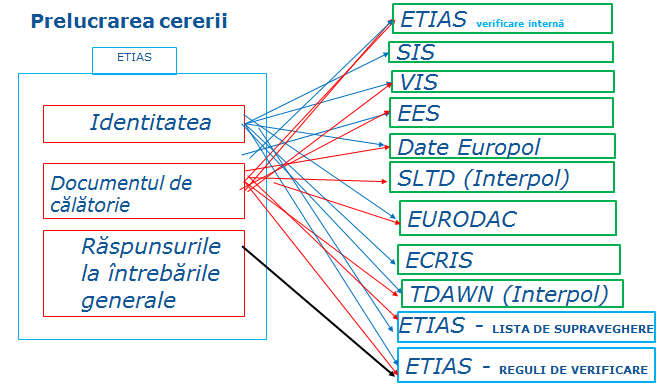 Prelucrarea cererii
ETIAS
Identitatea
Documentul de
călătorie
Răspunsurile
la întrebările
generale
ETIAS verificare internă
SIS
VIS
EES
Date Europol
SLTD (Interpol)
EURODAC
ECRIS
TDAWN (Interpol)
ETIAS - LISTA DE SUPRAVEGHERE
ETIAS - REGULI DE VERIFICARE